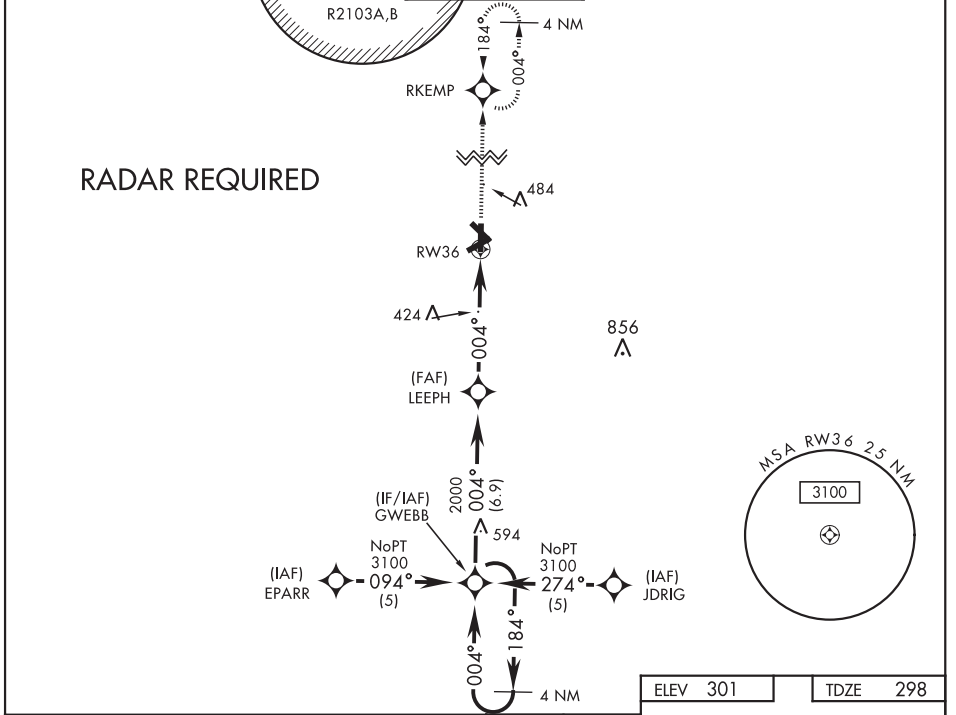 R2103A,B
4 NM
184°
004°
RKEMP
RADAR REQUIRED
484
RW36
424
004°
856
(FAF)
LEEPH
MSA RW36 25 NM
3100
2000
004°
(6.9)
(IF/IAF)
GWEBB
594
NoPT
3100
094°
(5)
(IAF)
EPARR
NoPT
3100
274°
(5)
(IAF)
JDRIG
004°
184°
4 NM
ELEV 301
TDZE 298